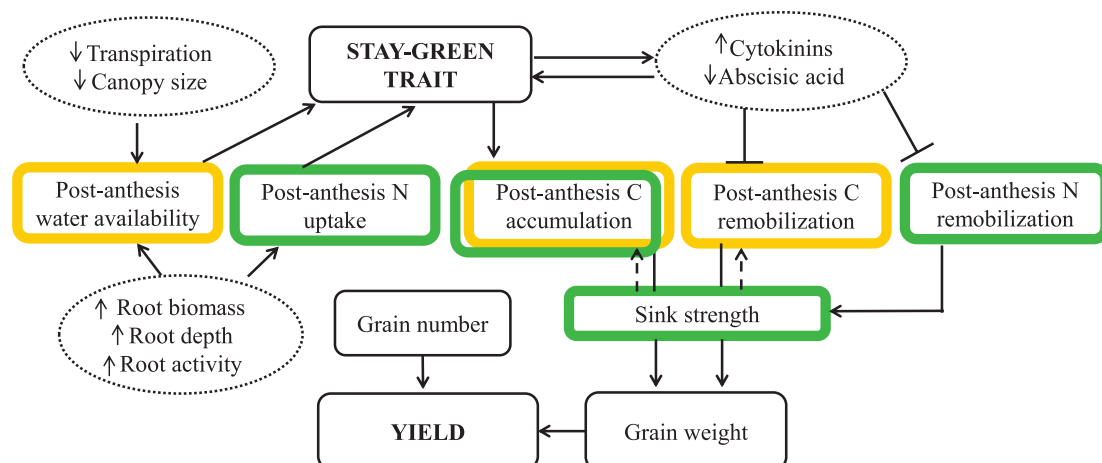 ↓ Transpiration
↓ Canopy size
STAY-GREEN
TRAIT
↑ Cytokinins
↓ Abscisic acid
Post-anthesis
water availability
Post-anthesis N
uptake
Post-anthesis C
accumulation
Post-anthesis C
remobilization
Post-anthesis N
remobilization
↑ Root biomass
↑ Root depth
↑ Root activity
Grain number
Sink strength
YIELD
Grain weight